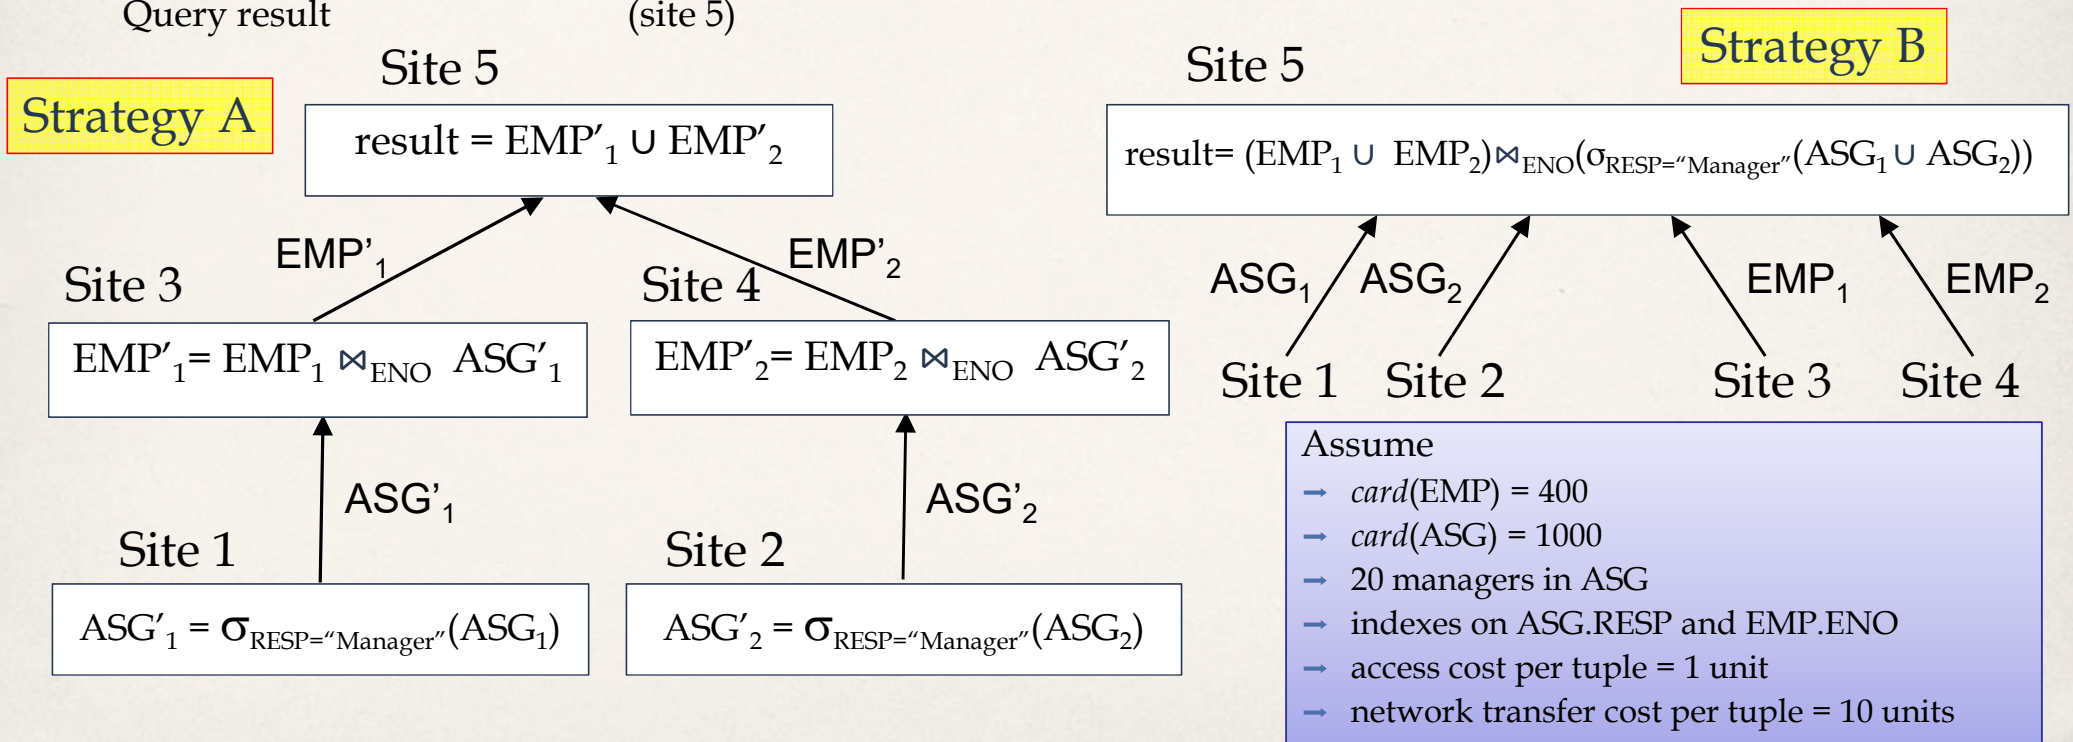 Query result (site 5)
Strategy A
Site 5
result = EMP′₁ ∪ EMP′₂
EMP’₁
EMP’₂
Site 3
Site 4
EMP′₁= EMP₁ ⋈ENO ASG′₁
EMP′₂= EMP₂ ⋈ENO ASG′₂
ASG’₁
ASG’₂
Site 1
Site 2
ASG′₁ = σRESP=“Manager”(ASG₁)
ASG′₂ = σRESP=“Manager”(ASG₂)
Strategy B
Site 5
result= (EMP₁ ∪ EMP₂)⋈ENO(σRESP=“Manager”(ASG₁∪ ASG₂))
ASG₁
ASG₂
EMP₁
EMP₂
Site 1
Site 2
Site 3
Site 4
Assume
→ card(EMP) = 400
→ card(ASG) = 1000
→ 20 managers in ASG
→ indexes on ASG.RESP and EMP.ENO
→ access cost per tuple = 1 unit
→ network transfer cost per tuple = 10 units